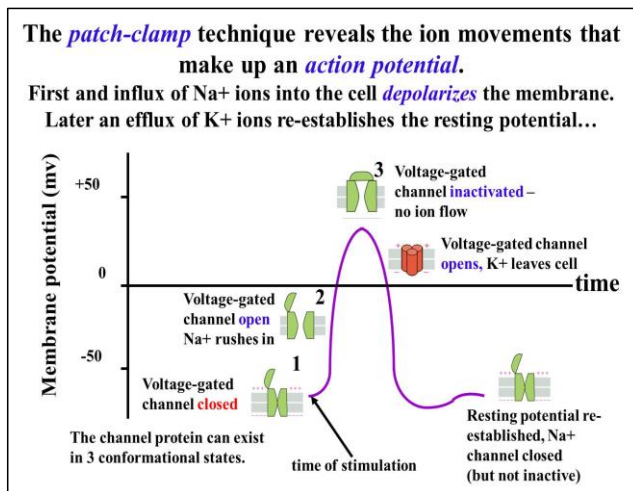 The patch-clamp technique reveals the ion movements that
make up an action potential.
First and influx of Na+ ions into the cell depolarizes the membrane.
Later an efflux of K+ ions re-establishes the resting potential…
Membrane potential (mv)
+50
0
-50
3
Voltage-gated
channel inactivated –
no ion flow
Voltage-gated channel
opens, K+ leaves cell
time
2
Voltage-gated
channel open
Na+ rushes in
1
Voltage-gated
channel closed
The channel protein can exist
in 3 conformational states.
time of stimulation
Resting potential re-
established, Na+
channel closed
(but not inactive)